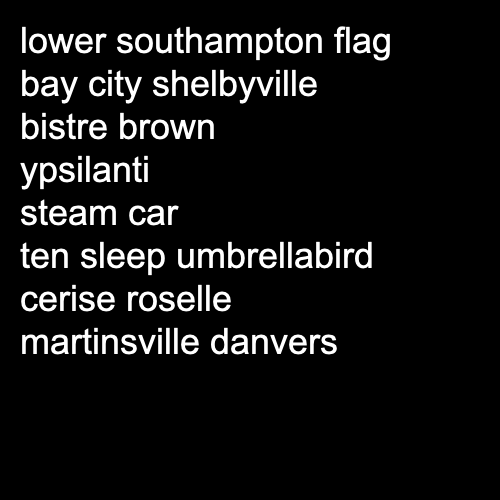 lower southampton flag
bay city shelbyville
bistre brown
ypsilanti
steam car
ten sleep umbrellabird
cerise roselle
martinsville danvers